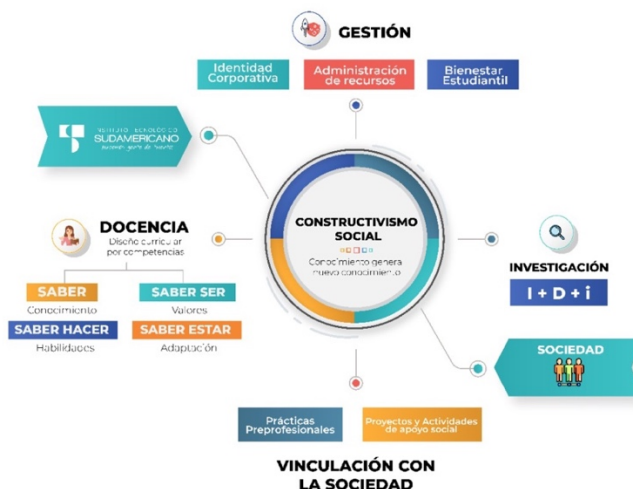 GESTIÓN
Identidad
Corporativa
Administración
de recursos
Bienestar
Estudiantil
INSTITUTO TECNOLÓGICO
SUDAMERICANO
CONSTRUCTIVISMO
SOCIAL
Conocimiento genera
nuevo conocimiento
DOCENCIA
Diseño curricular
por competencias
SABER
Conocimiento
SABER SER
Valores
SABER HACER
Habilidades
SABER ESTAR
Adaptación
INVESTIGACIÓN
I + D + i
SOCIEDAD
Prácticas
Preprofesionales
Proyectos y Actividades
de apoyo social
VINCULACIÓN CON
LA SOCIEDAD